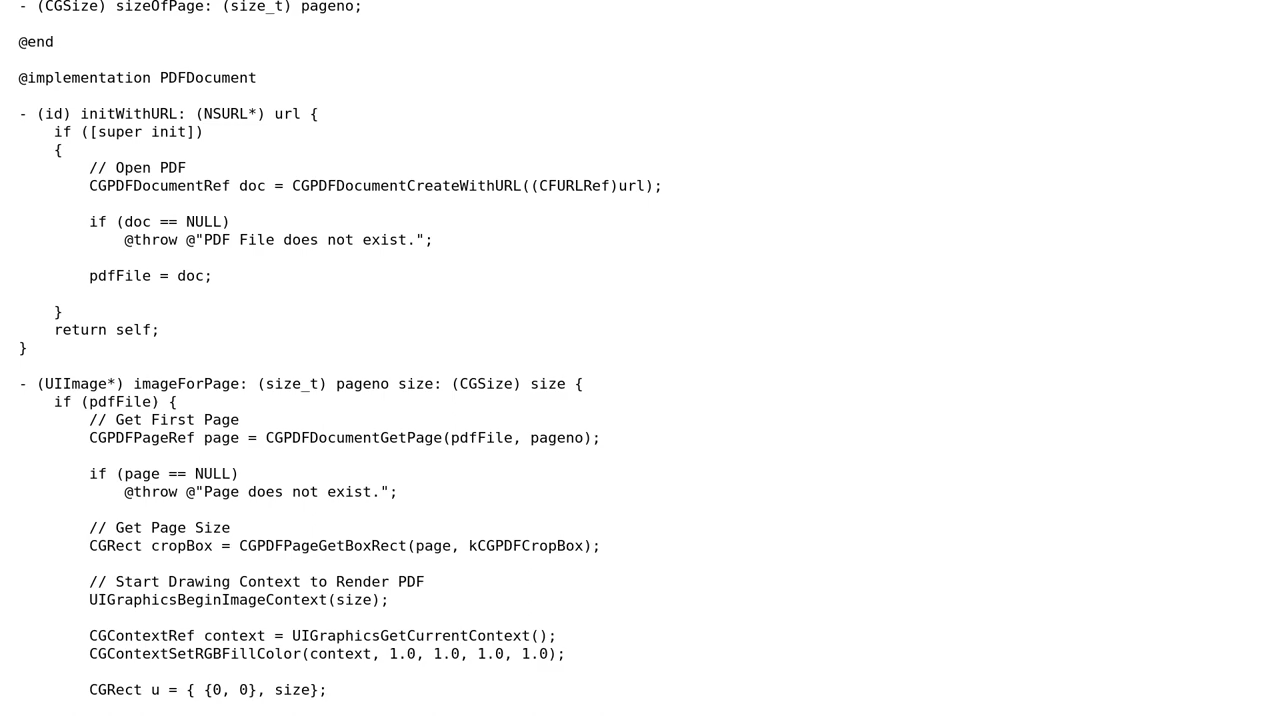 - (CGSize) sizeOfPage: (size_t) pageno;
@end
@implementation PDFDocument
- (id) initWithURL: (NSURL*) url {
    if ([super init])
    {
        // Open PDF
        CGPDFDocumentRef doc = CGPDFDocumentCreateWithURL((CFURLRef)url);
        if (doc == NULL)
            @throw @"PDF File does not exist.";
        pdfFile = doc;
    }
    return self;
}
- (UIImage*) imageForPage: (size_t) pageno size: (CGSize) size {
    if (pdfFile) {
        // Get First Page
        CGPDFPageRef page = CGPDFDocumentGetPage(pdfFile, pageno);
        if (page == NULL)
            @throw @"Page does not exist.";
        // Get Page Size
        CGRect cropBox = CGPDFPageGetBoxRect(page, kCGPDFCropBox);
        // Start Drawing Context to Render PDF
        UIGraphicsBeginImageContext(size);
        CGContextRef context = UIGraphicsGetCurrentContext();
        CGContextSetRGBFillColor(context, 1.0, 1.0, 1.0, 1.0);
        CGRect u = { {0, 0}, size};